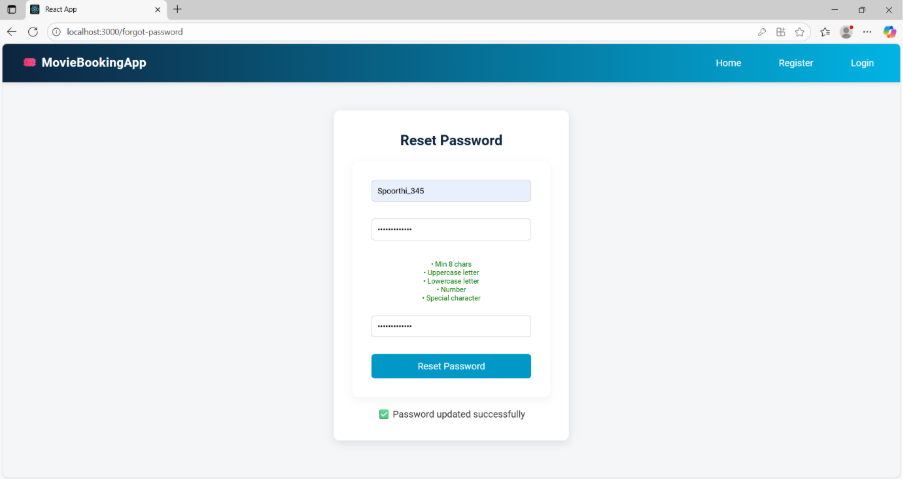 React App
localhost:3000/forgot-password
MovieBookingApp
Home Register Login
Reset Password
Spoorthi_345
•••••••••••••
• Min 8 chars
• Uppercase letter
• Lowercase letter
• Number
• Special character
•••••••••••••
Reset Password
✅ Password updated successfully